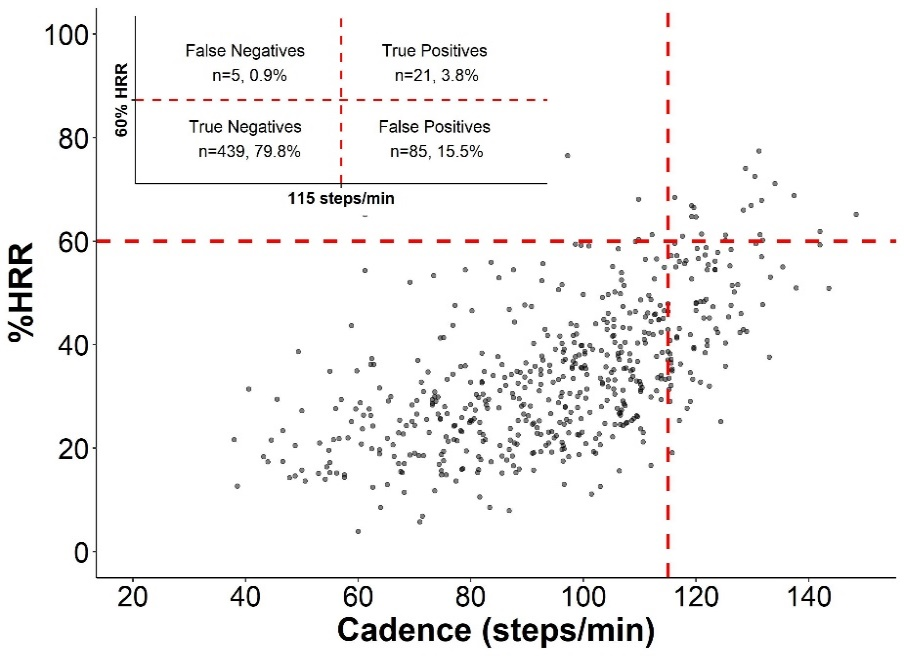 100
80
60
40
20
0
%HRR
False Negatives
n=5, 0.9%
True Positives
n=21, 3.8%
60% HRR
True Negatives
n=439, 79.8%
False Positives
n=85, 15.5%
115 steps/min
20 40 60 80 100 120 140
Cadence (steps/min)